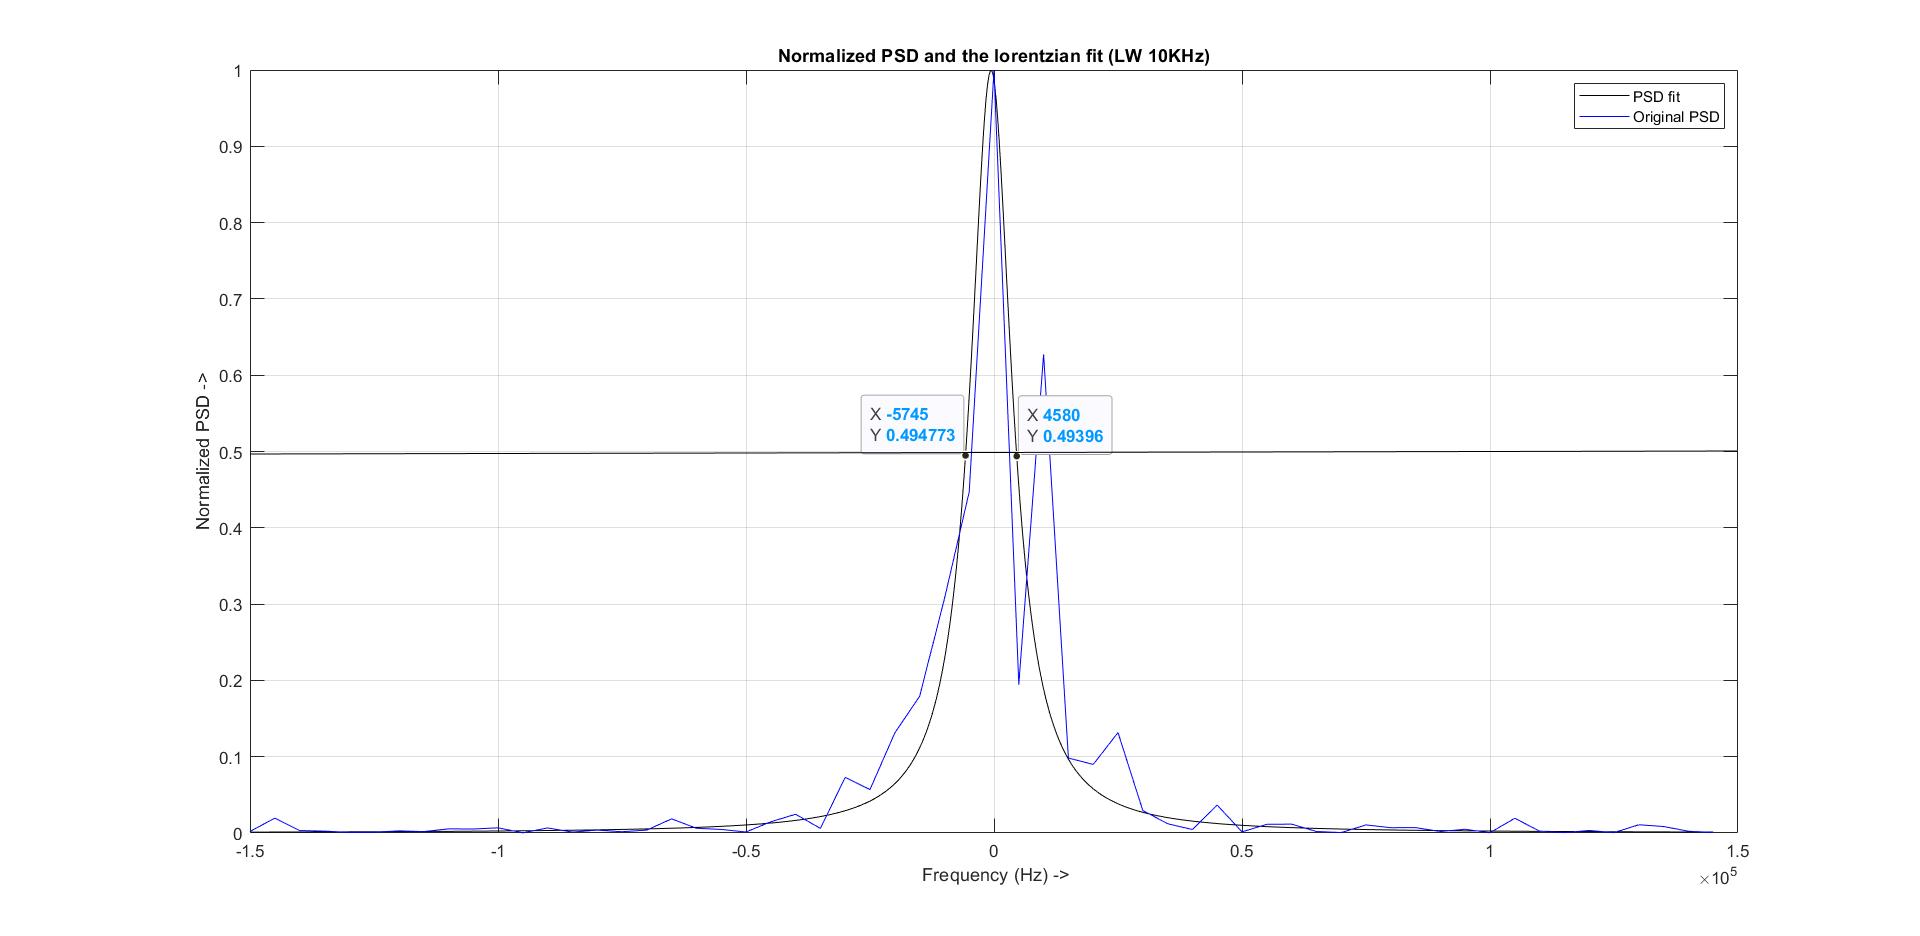 Normalized PSD and the lorentzian fit (LW 10KHz)
PSD fit
Original PSD
1
0.9
0.8
0.7
0.6
0.5
0.4
0.3
0.2
0.1
0
Normalized PSD ->
X -5745
Y 0.494773
X 4580
Y 0.49396
-1.5
-1
-0.5
0
0.5
1
1.5
Frequency (Hz) ->
×10⁵